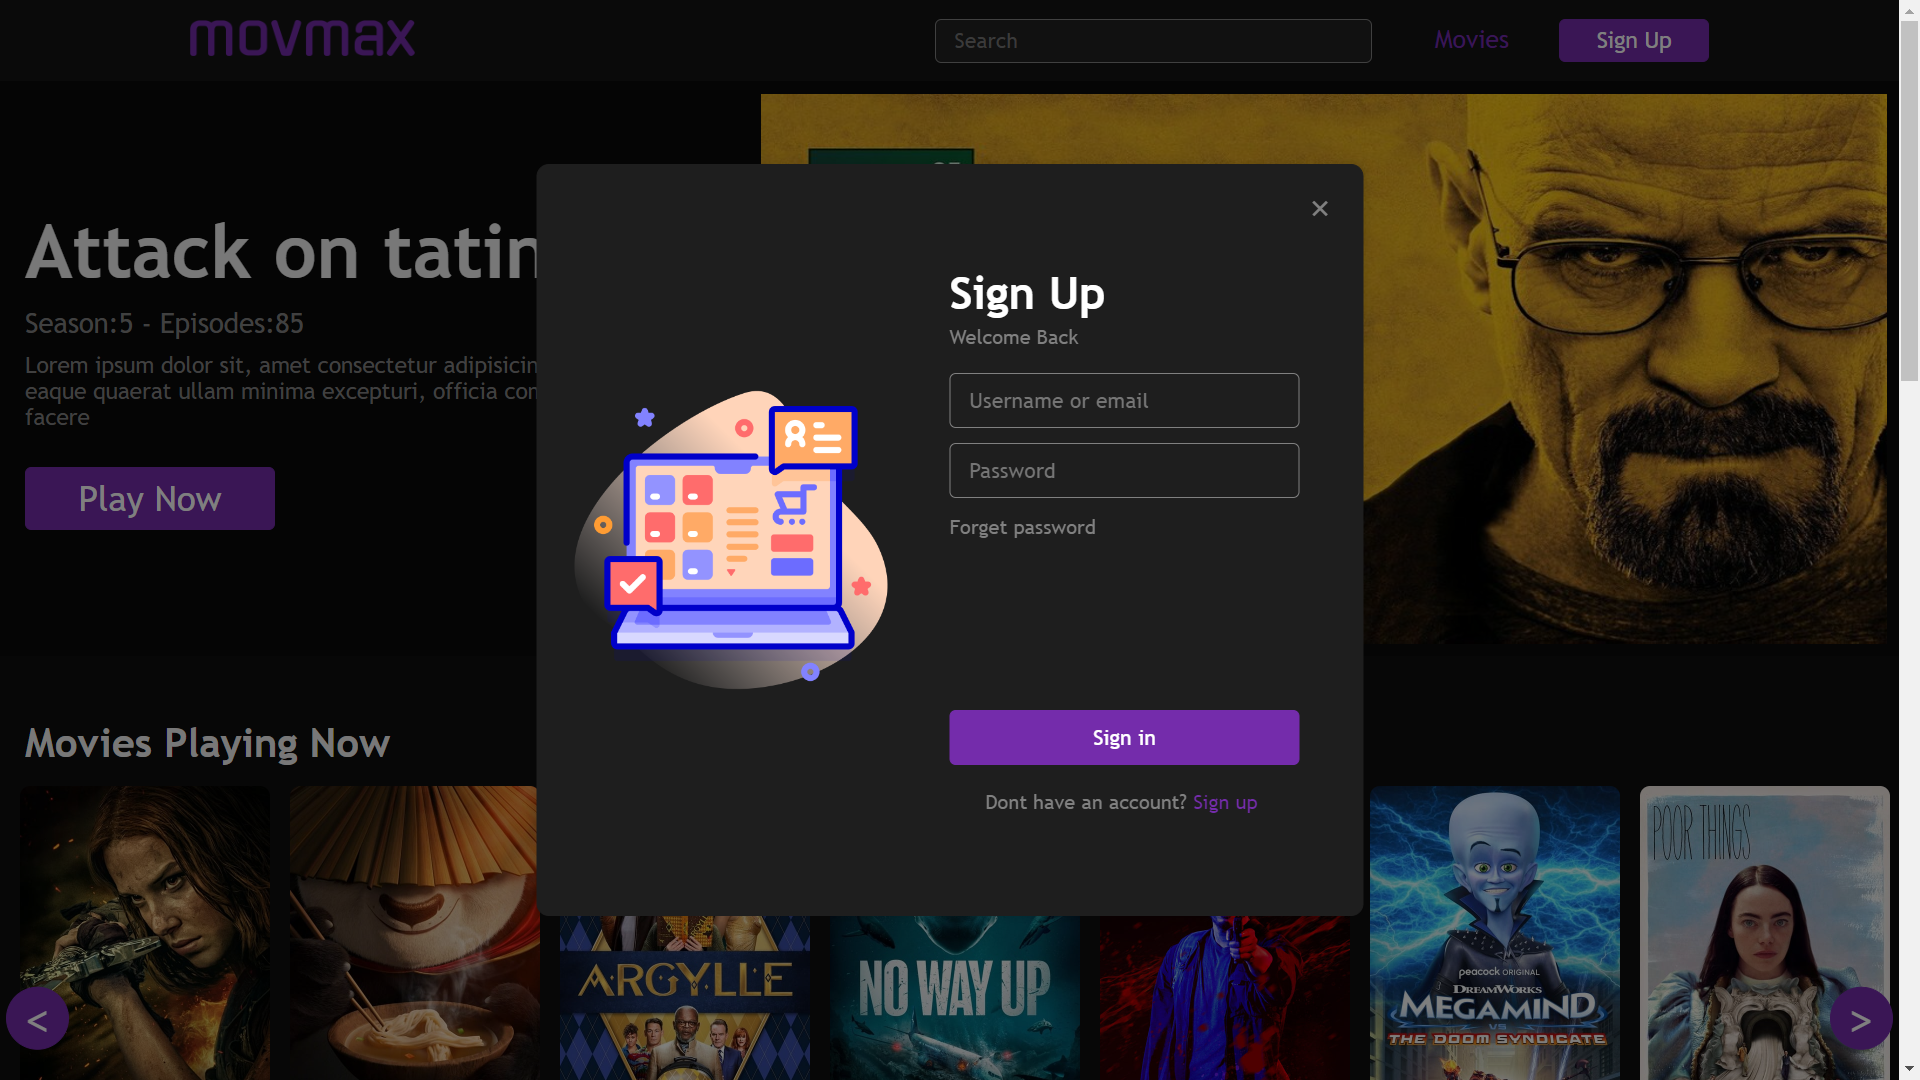 movmax
Search
Movies
Sign Up
Attack on tatin
Season:5 - Episodes:85
Lorem ipsum dolor sit, amet consectetur adipisicin
eaque quaerat ullam minima excepturi, officia cor
facere
Play Now
×
Sign Up
Welcome Back
Username or email
Password
Forget password
Sign in
Dont have an account? Sign up
Movies Playing Now
ARGYLLE
NO WAY UP
peacock ORIGINAL
DREAMWORKS
MEGAMIND
VS
THE DOOM SYNDICATE
POOR THINGS
<
>